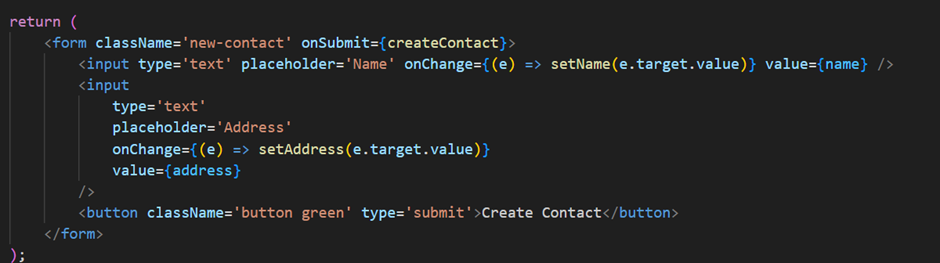 return (
<form className='new-contact' onSubmit={createContact}>
<input type='text' placeholder='Name' onChange={(e) => setName(e.target.value)} value={name} />
<input
type='text'
placeholder='Address'
onChange={(e) => setAddress(e.target.value)}
value={address}
/>
<button className='button green' type='submit'>Create Contact</button>
</form>
);